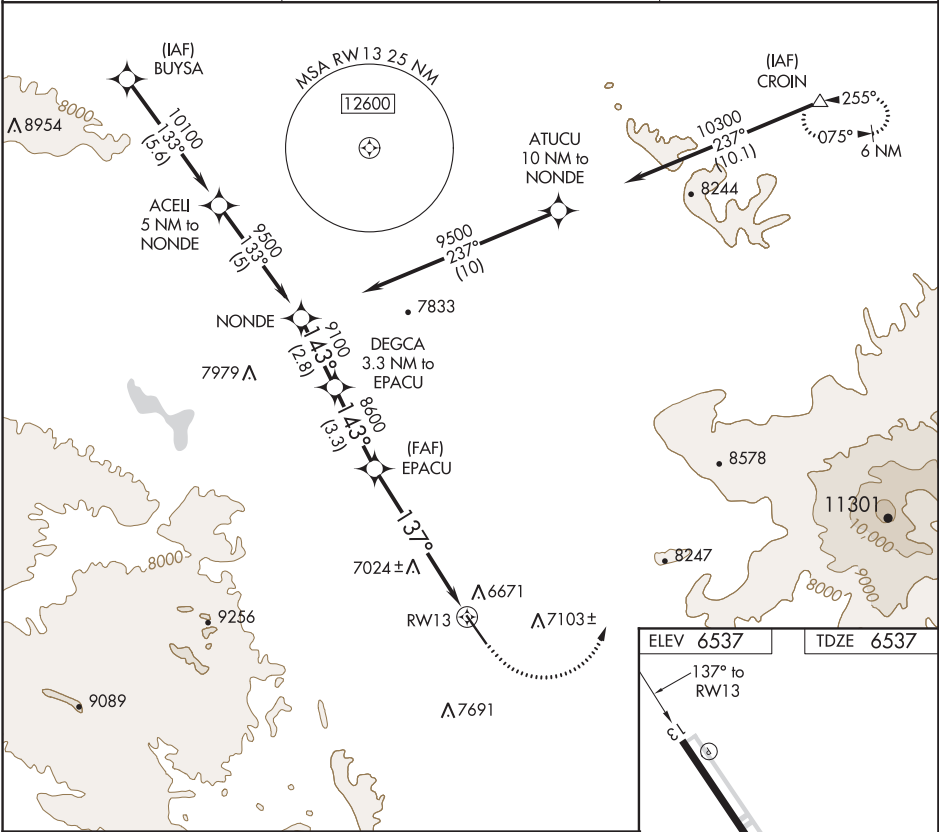 (IAF)
BUYSA
8000
8954
10100
133°
(5.6)
MSA RW13 25 NM
12600
(IAF)
CROIN
255°
075°
6 NM
10300
237°
(10.1)
ATUCU
10 NM to
NONDE
8244
ACELI
5 NM to
NONDE
9500
133°
(5)
9500
237°
(10)
7833
NONDE
9100
143°
(2.8)
DEGCA
3.3 NM to
EPACU
7979
8600
143°
(3.3)
(FAF)
EPACU
8578
11301
10,000
9000
8000
8247
137°
7024±
6671
RW13
7103±
8000
9256
9089
7691
ELEV 6537
TDZE 6537
137° to
RW13
13
P